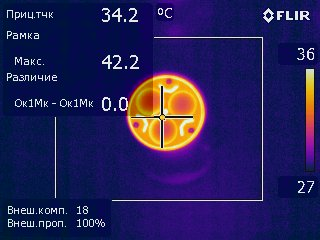 Приц.тчк 34.2 ºC
FLIR
Рамка
36
Макс. 42.2
Различие
Ок1Мк - Ок1Мк 0.0
27
Внеш.комп. 18
Внеш.проп. 100%